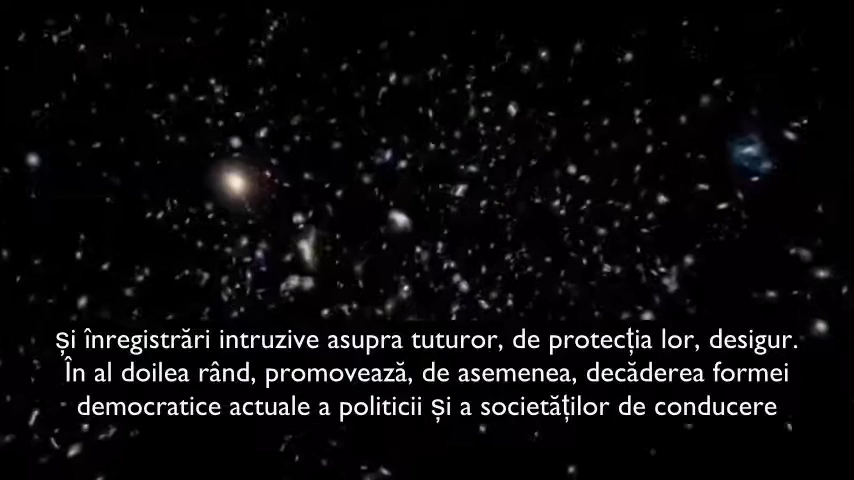 și înregistrări intruzive asupra tuturor, de protecția lor, desigur.
În al doilea rând, promovează, de asemenea, decăderea formei
democratice actuale a politicii și a societăților de conducere